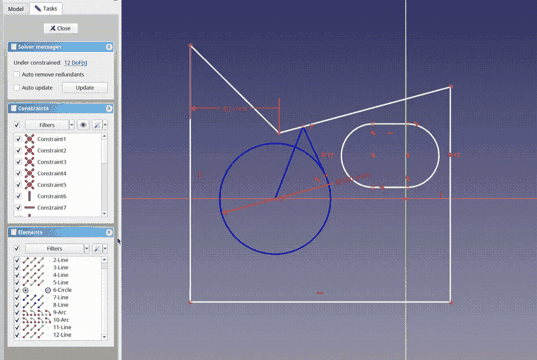 Model Tasks
Close
Solver messages
Under constrained: 12 DoF(s)
Auto remove redundants
Auto update Update
Constraints
Filters
Constraint1
Constraint2
Constraint3
Constraint4
Constraint5
Constraint6
Constraint7
Elements
Filters
2-Line
3-Line
4-Line
5-Line
6-Circle
7-Line
8-Line
9-Arc
10-Arc
11-Line
12-Line